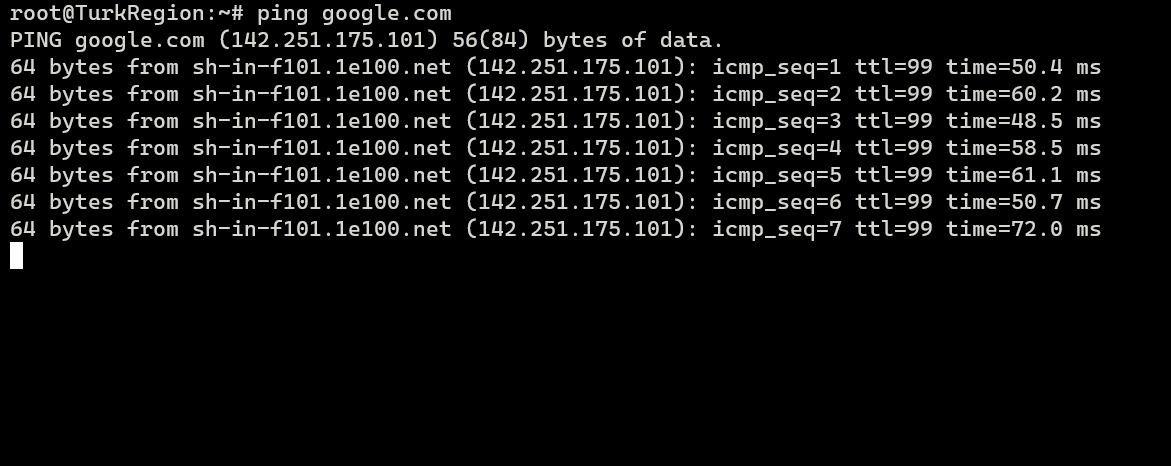 root@TurkRegion:~# ping google.com
PING google.com (142.251.175.101) 56(84) bytes of data.
64 bytes from sh-in-f101.1e100.net (142.251.175.101): icmp_seq=1 ttl=99 time=50.4 ms
64 bytes from sh-in-f101.1e100.net (142.251.175.101): icmp_seq=2 ttl=99 time=60.2 ms
64 bytes from sh-in-f101.1e100.net (142.251.175.101): icmp_seq=3 ttl=99 time=48.5 ms
64 bytes from sh-in-f101.1e100.net (142.251.175.101): icmp_seq=4 ttl=99 time=58.5 ms
64 bytes from sh-in-f101.1e100.net (142.251.175.101): icmp_seq=5 ttl=99 time=61.1 ms
64 bytes from sh-in-f101.1e100.net (142.251.175.101): icmp_seq=6 ttl=99 time=50.7 ms
64 bytes from sh-in-f101.1e100.net (142.251.175.101): icmp_seq=7 ttl=99 time=72.0 ms